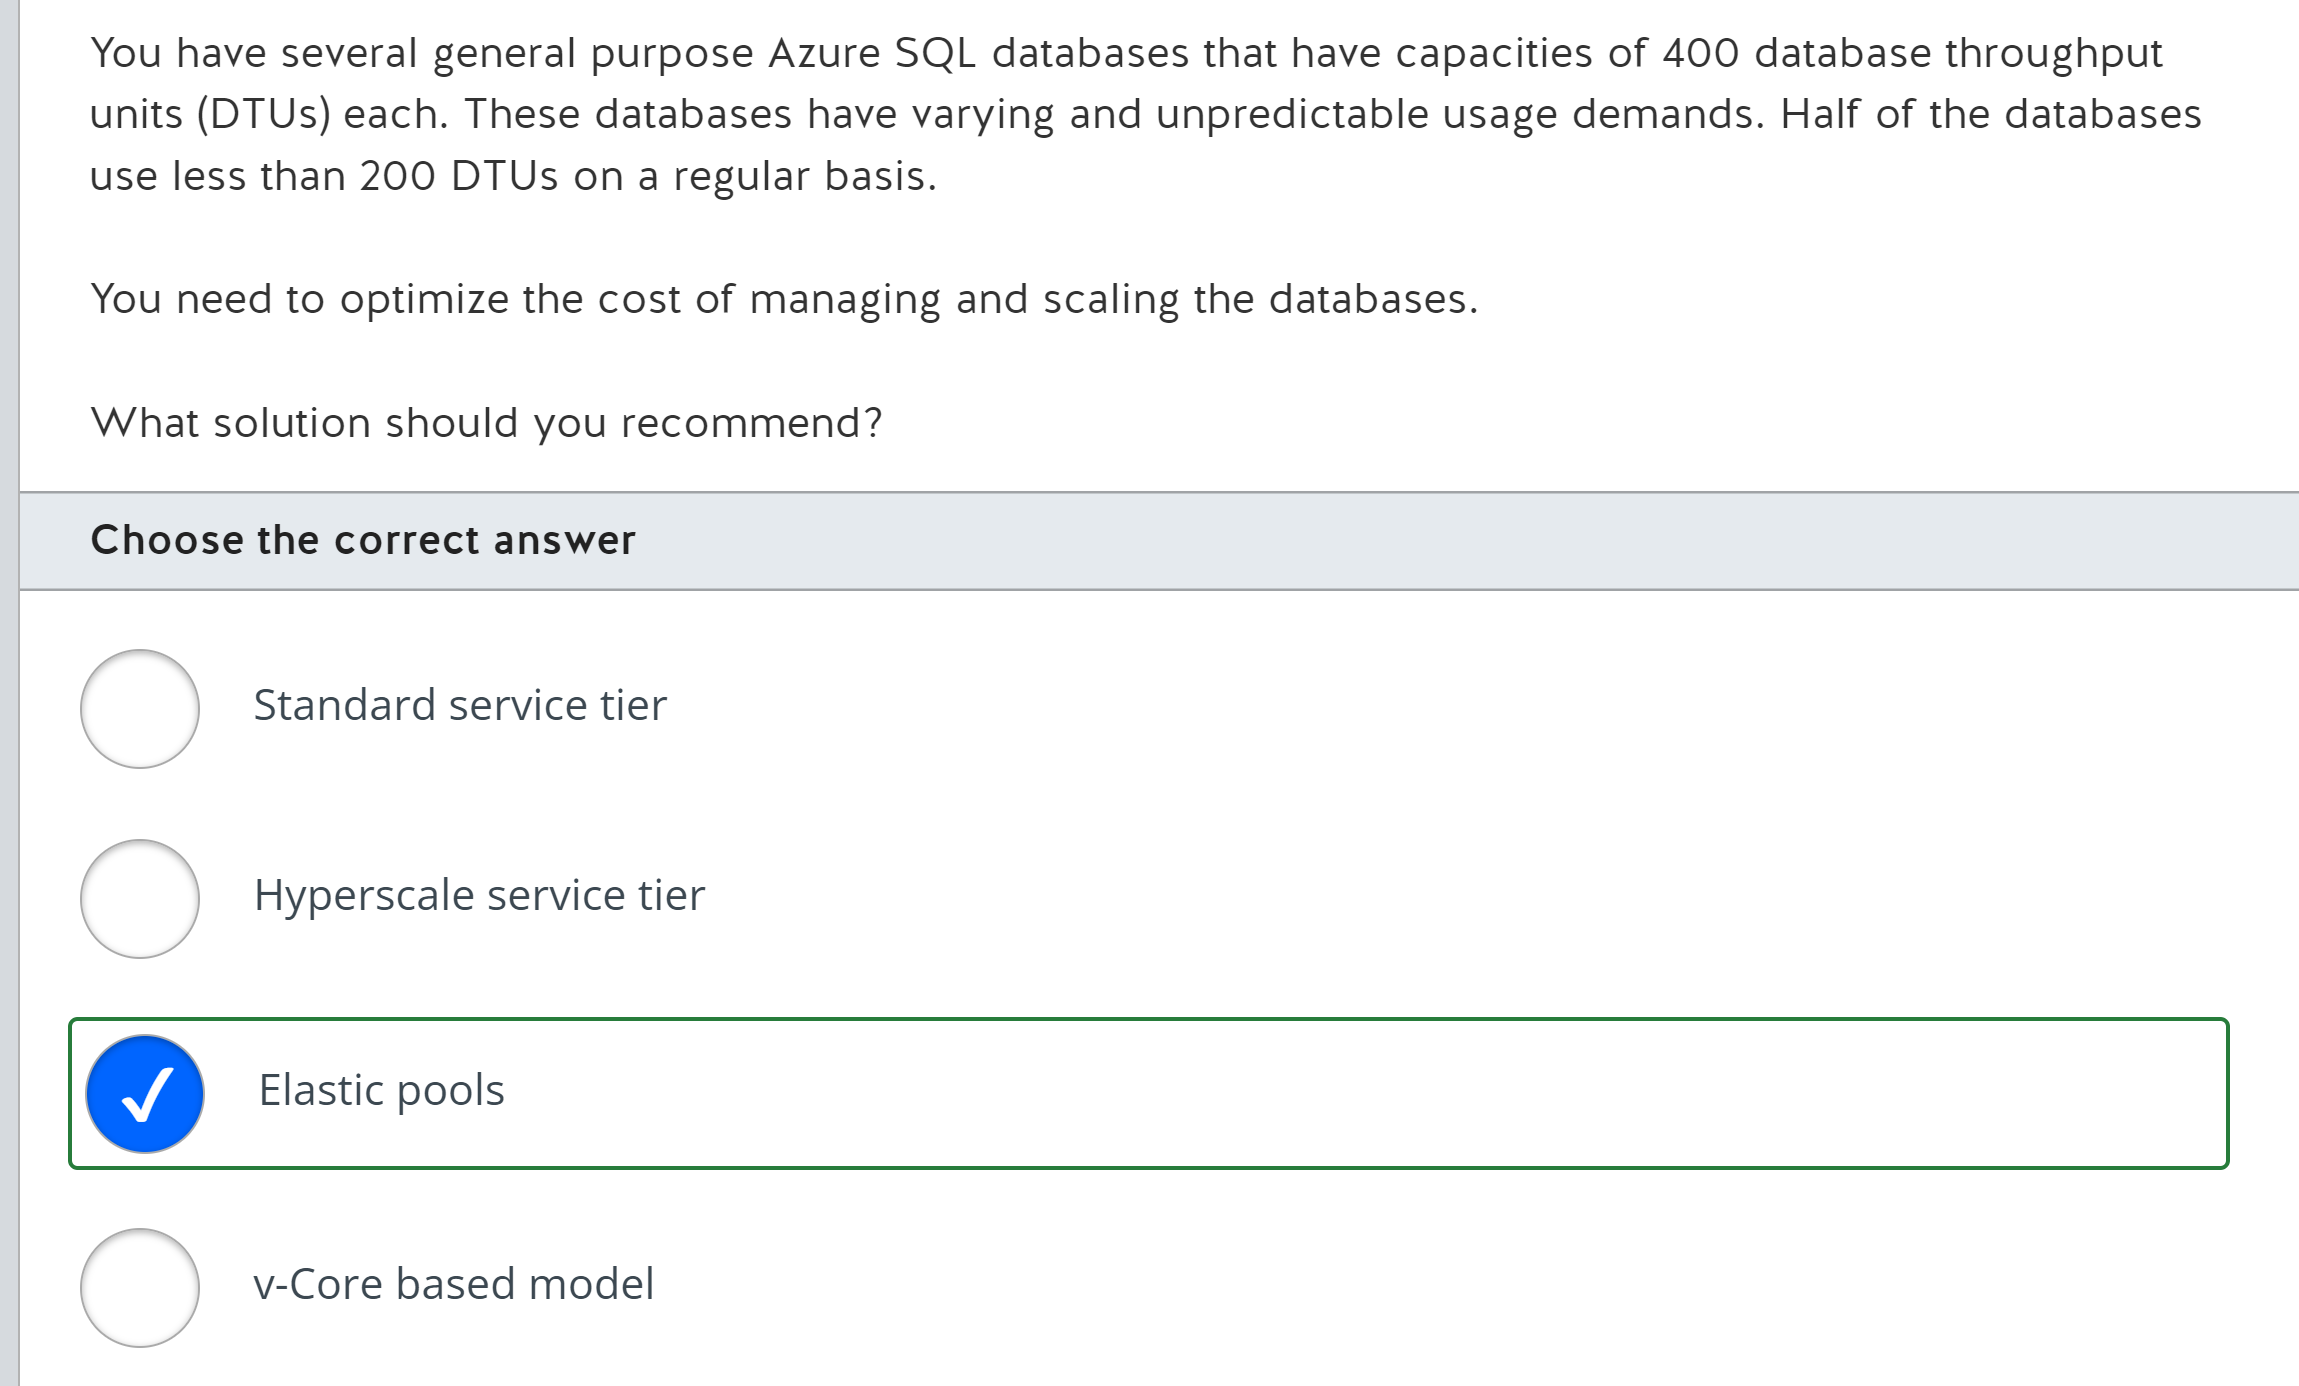 You have several general purpose Azure SQL databases that have capacities of 400 database throughput
units (DTUs) each. These databases have varying and unpredictable usage demands. Half of the databases
use less than 200 DTUs on a regular basis.
You need to optimize the cost of managing and scaling the databases.
What solution should you recommend?
Choose the correct answer
Standard service tier
Hyperscale service tier
Elastic pools
v-Core based model